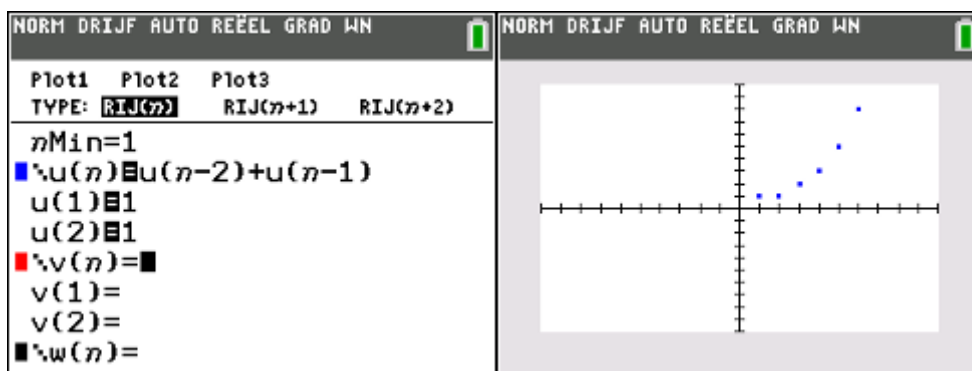 NORM DRIJF AUTO REËEL GRAD WN
Plot1 Plot2 Plot3
TYPE: RIJ(n) RIJ(n+1) RIJ(n+2)
nMin=1
\u(n)=u(n-2)+u(n-1)
u(1)=1
u(2)=1
\v(n)=
v(1)=
v(2)=
\w(n)=
NORM DRIJF AUTO REËEL GRAD WN